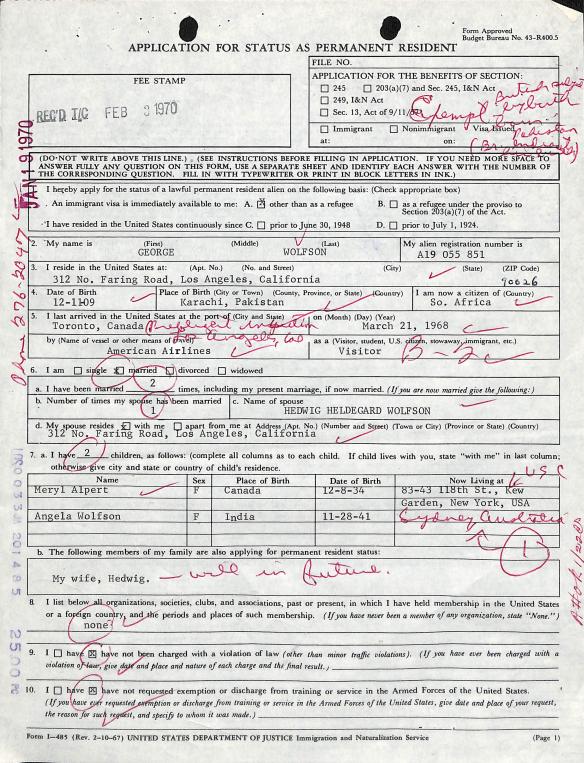 Form Approved
Budget Bureau No. 43-R400.5
APPLICATION FOR STATUS AS PERMANENT RESIDENT
FEE STAMP
REC'D T/C FEB 3 1970
JAN 19 1970
FILE NO.
APPLICATION FOR THE BENEFITS OF SECTION:
245 203(a)(7) and Sec. 245, I&N Act
249, I&N Act
Sec. 13, Act of 9/11/57
Exempt
British subject
by birth
from
Pakistan
Immigrant Nonimmigrant Visa issued
at: on:
(DO NOT WRITE ABOVE THIS LINE.) (SEE INSTRUCTIONS BEFORE FILLING IN APPLICATION. IF YOU NEED MORE SPACE TO
ANSWER FULLY ANY QUESTION ON THIS FORM, USE A SEPARATE SHEET AND IDENTIFY EACH ANSWER WITH THE NUMBER OF
THE CORRESPONDING QUESTION. FILL IN WITH TYPEWRITER OR PRINT IN BLOCK LETTERS IN INK.)
I hereby apply for the status of a lawful permanent resident alien on the following basis: (Check appropriate box)
An immigrant visa is immediately available to me: A. X other than as a refugee B. as a refugee under the proviso to
Section 203(a)(7) of the Act.
I have resided in the United States continuously since C. prior to June 30, 1948 D. prior to July 1, 1924.
2. My name is (First) (Middle) (Last) My alien registration number is
GEORGE WOLFSON A19 055 851
3. I reside in the United States at: (Apt. No.) (No. and Street) (City) (State) (ZIP Code)
312 No. Faring Road, Los Angeles, California 90026
4. Date of Birth Place of Birth (City or Town) (County, Province, or State) (Country) I am now a citizen of (Country)
12-11-09 Karachi, Pakistan So. Africa
5. I last arrived in the United States at the port of (City and State) on (Month) (Day) (Year)
Toronto, Canada Preflight Inspection March 21, 1968
to Los Angeles, Cal
by (Name of vessel or other means of travel) as a (Visitor, student, U.S. citizen, stowaway, immigrant, etc.)
American Airlines Visitor B-2
6. I am single X married divorced widowed
a. I have been married 2 times, including my present marriage, if now married. (If you are now married give the following:)
b. Number of times my spouse has been married c. Name of spouse
1 HEDWIG HELDEGARD WOLFSON
d. My spouse resides X with me apart from me at Address (Apt. No.) (Number and Street) (Town or City) (Province or State) (Country)
312 No. Faring Road, Los Angeles, California
7. a. I have 2 children, as follows: (complete all columns as to each child. If child lives with you, state "with me" in last column;
otherwise give city and state or country of child's residence.
USC
Name Sex Place of Birth Date of Birth Now Living at
Meryl Alpert F Canada 12-8-34 83-43 118th St., Kew
Garden, New York, USA
Angela Wolfson F India 11-28-41 Sydney Australia
1
b. The following members of my family are also applying for permanent resident status:
My wife, Hedwig. — will in future.
8. I list below all organizations, societies, clubs, and associations, past or present, in which I have held membership in the United States
or a foreign country, and the periods and places of such membership. (If you have never been a member of any organization, state "None.")
none
9. I have X have not been charged with a violation of law (other than minor traffic violations). (If you have ever been charged with a
violation of law, give date and place and nature of each charge and the final result.)
10. I have X have not requested exemption or discharge from training or service in the Armed Forces of the United States.
(If you have ever requested exemption or discharge from training or service in the Armed Forces of the United States, give date and place of your request,
the reason for such request, and specify to whom it was made.)
Form I-485 (Rev. 2-10-67) UNITED STATES DEPARTMENT OF JUSTICE Immigration and Naturalization Service (Page 1)
Phone 276-2040